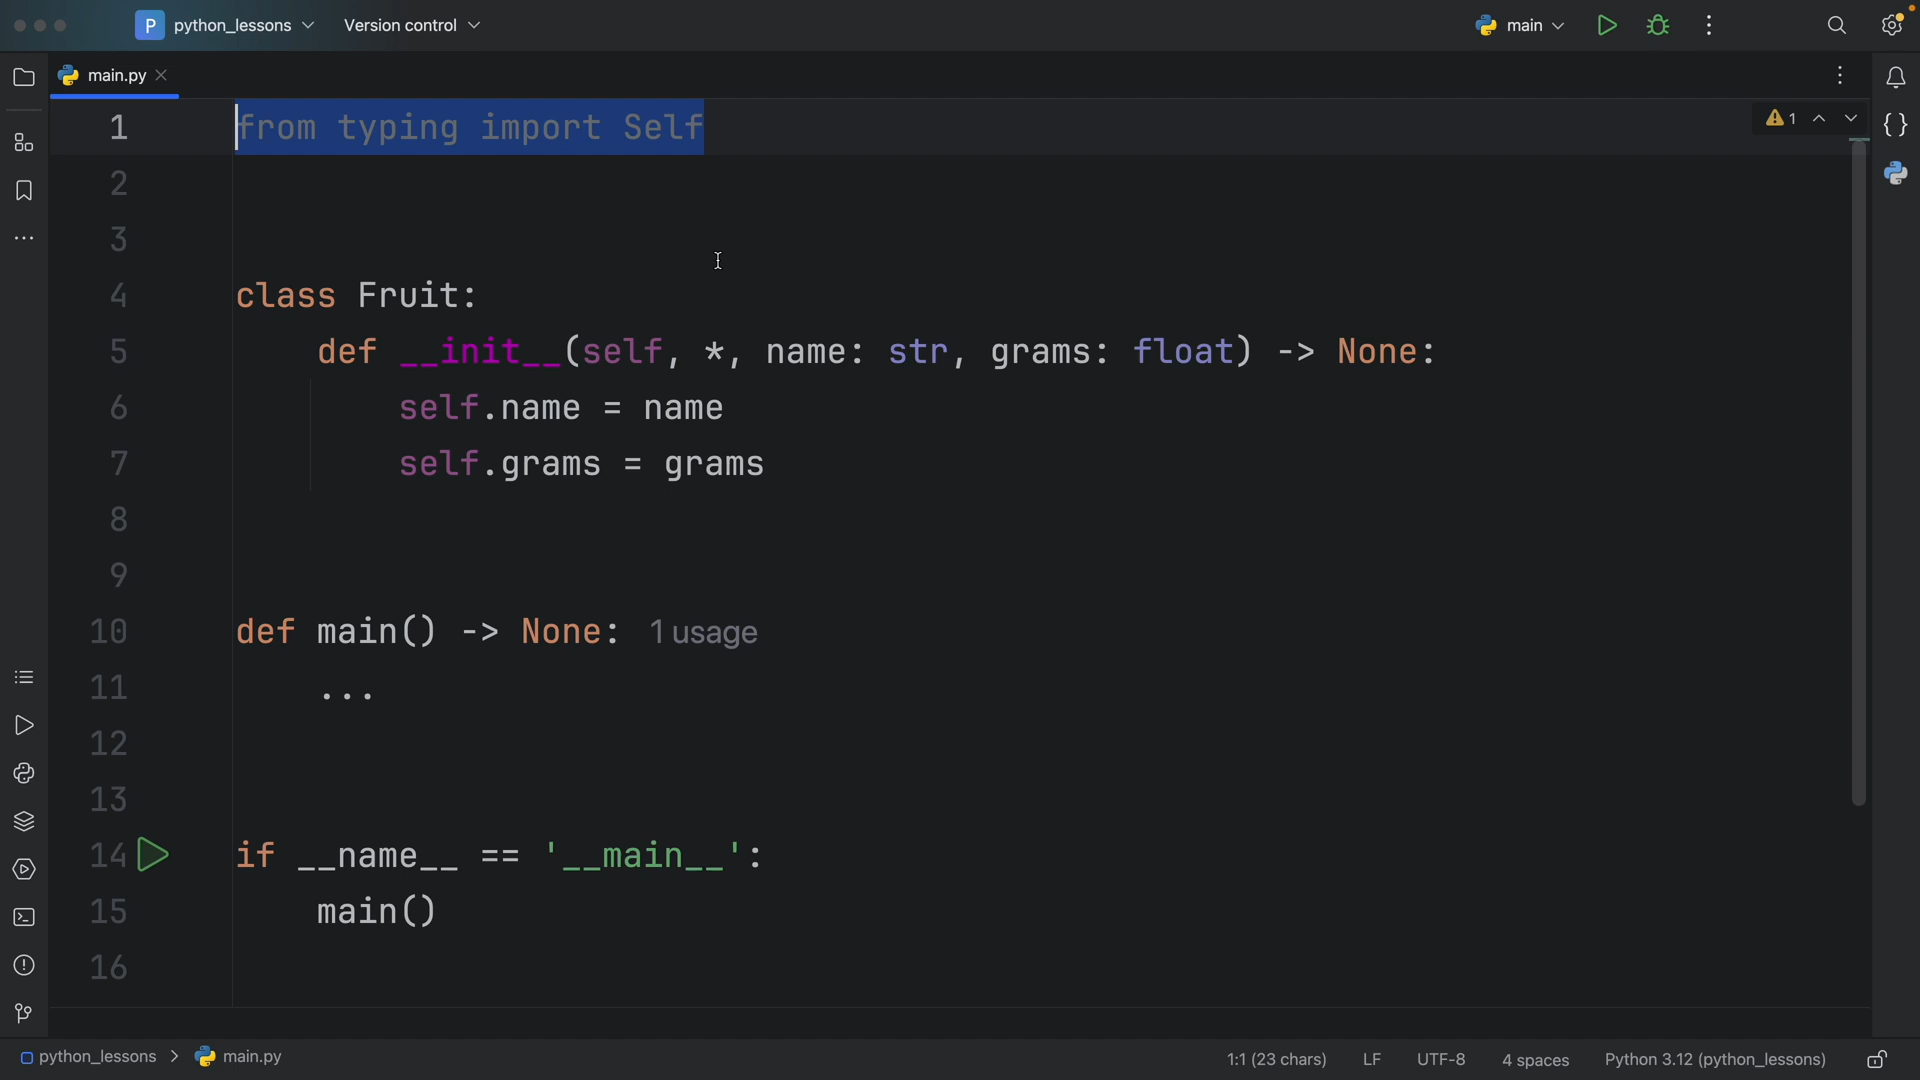 P python_lessons Version control main
main.py
1 from typing import Self 1
2
3
4 class Fruit:
5 def __init__(self, *, name: str, grams: float) -> None:
6 self.name = name
7 self.grams = grams
8
9
10 def main() -> None: 1 usage
11 ...
12
13
14 if __name__ == '__main__':
15 main()
16
python_lessons > main.py 1:1 (23 chars) LF UTF-8 4 spaces Python 3.12 (python_lessons)